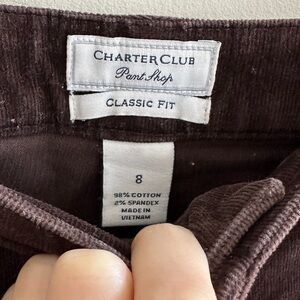 CHARTER CLUB
Pant Shop
CLASSIC FIT
8
98% COTTON
2% SPANDEX
MADE IN
VIETNAM